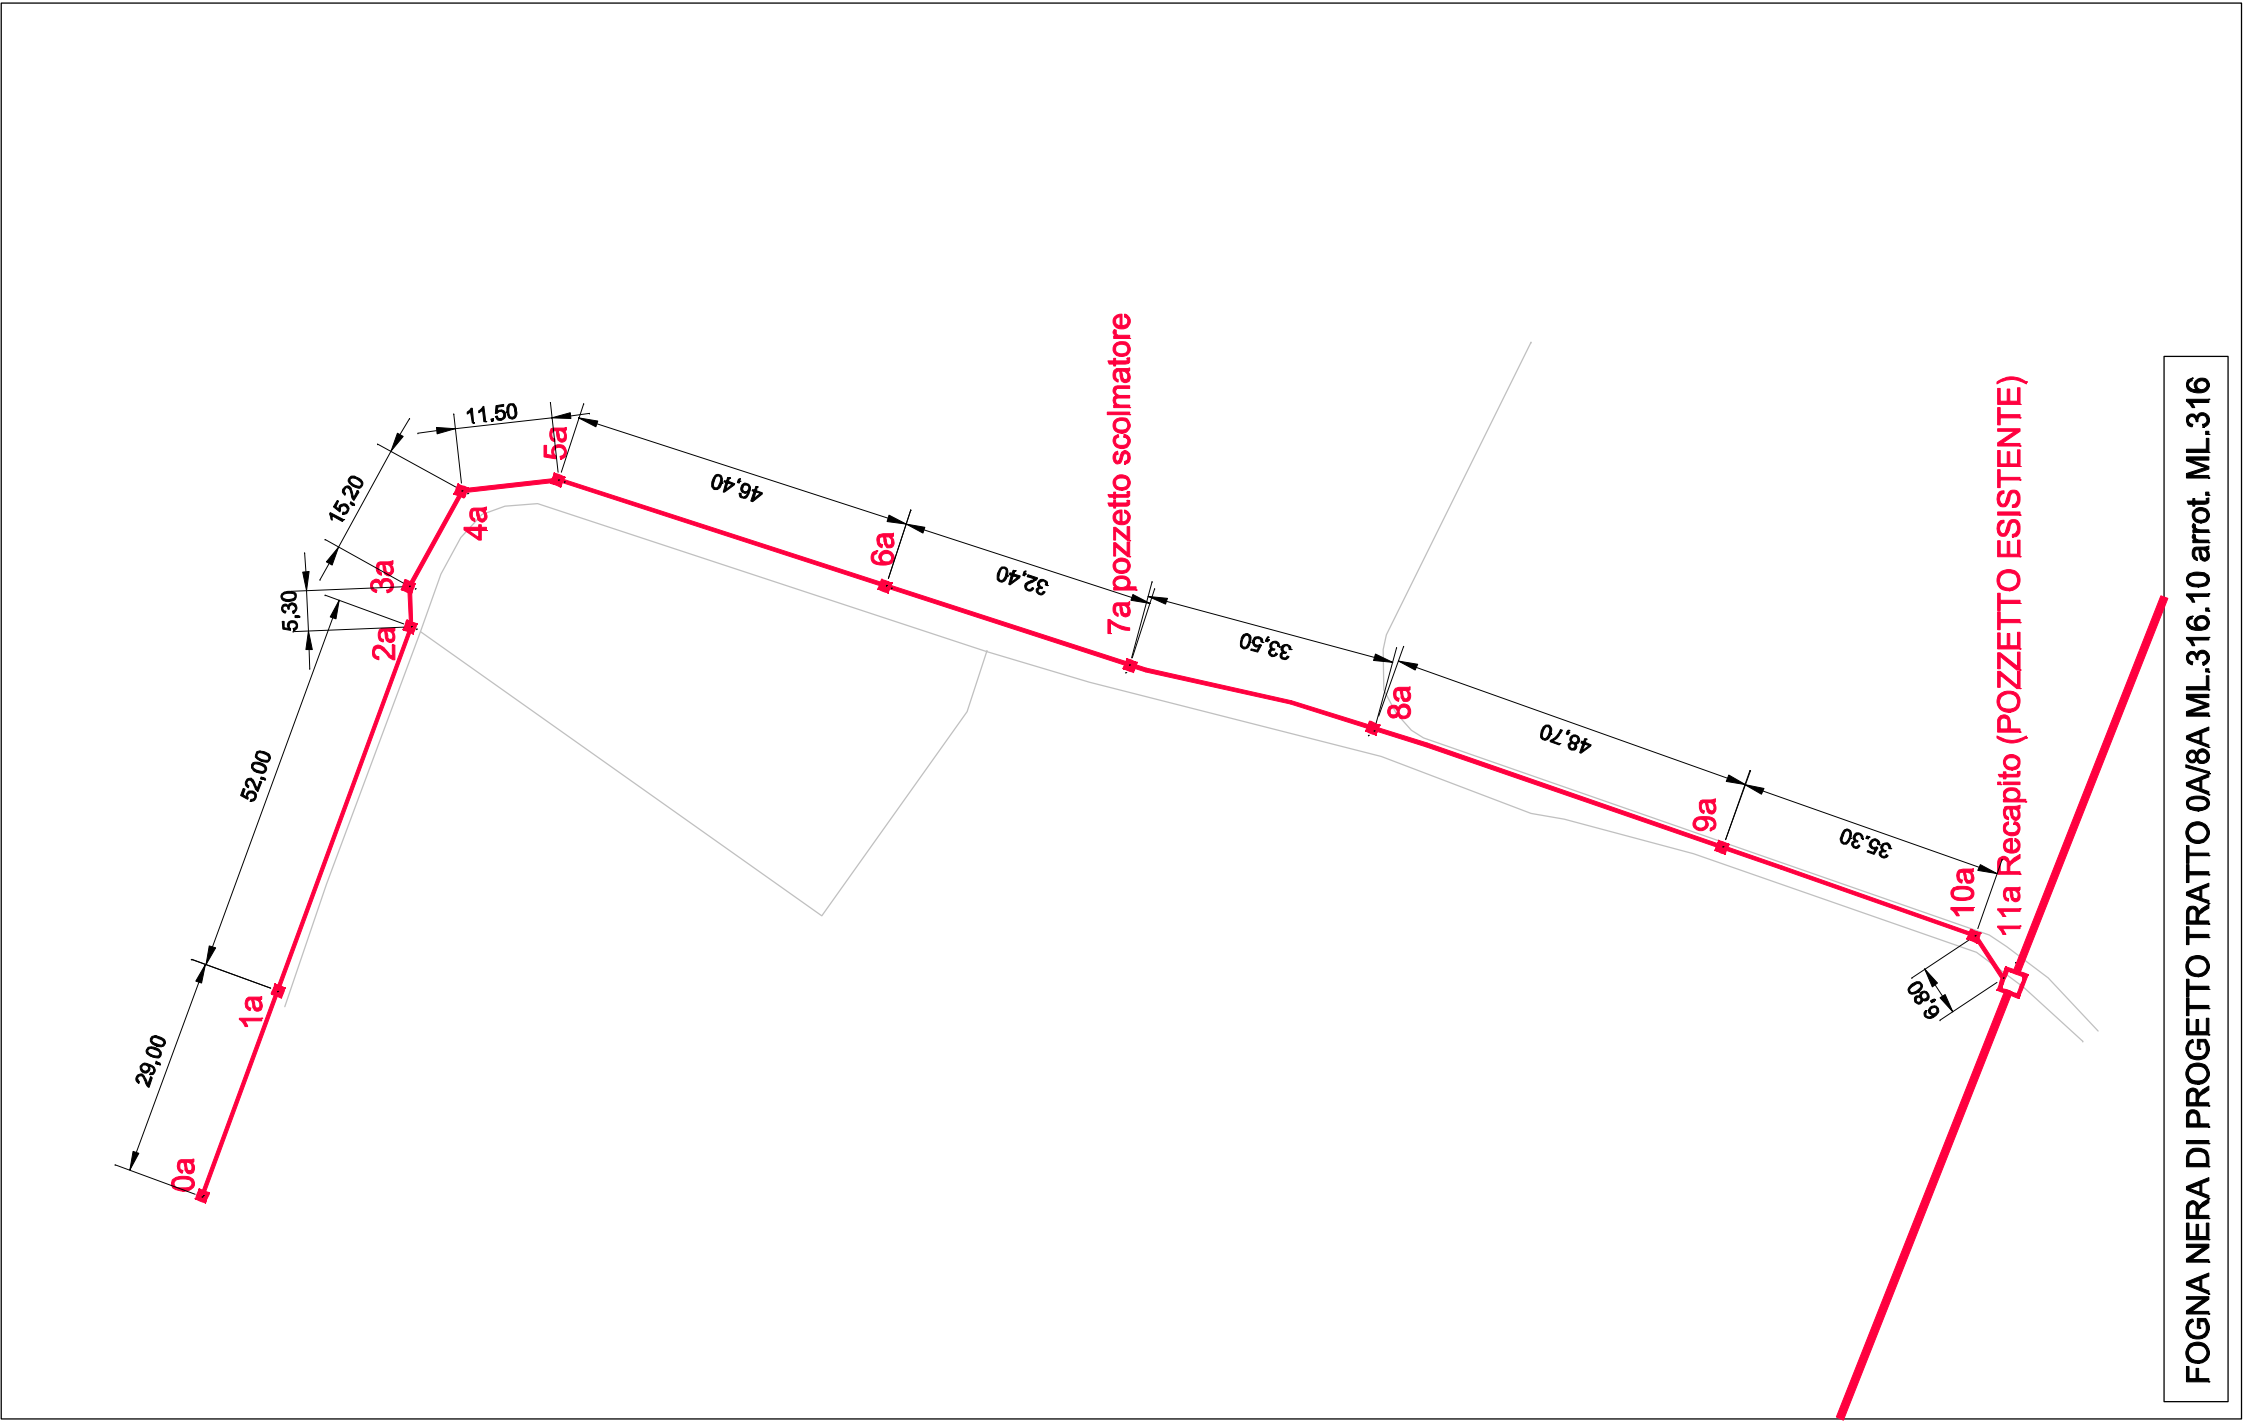 0a
29,00
1a
52,00
2a
5,30
3a
15,20
4a
11.50
5a
46,40
6a
32,40
7a pozzetto scolmatore
33,50
8a
48,70
9a
35.30
10a
6,80
11a Recapito (POZZETTO ESISTENTE)
FOGNA NERA DI PROGETTO TRATTO 0A/8A ML.316.10 arrot. ML.316